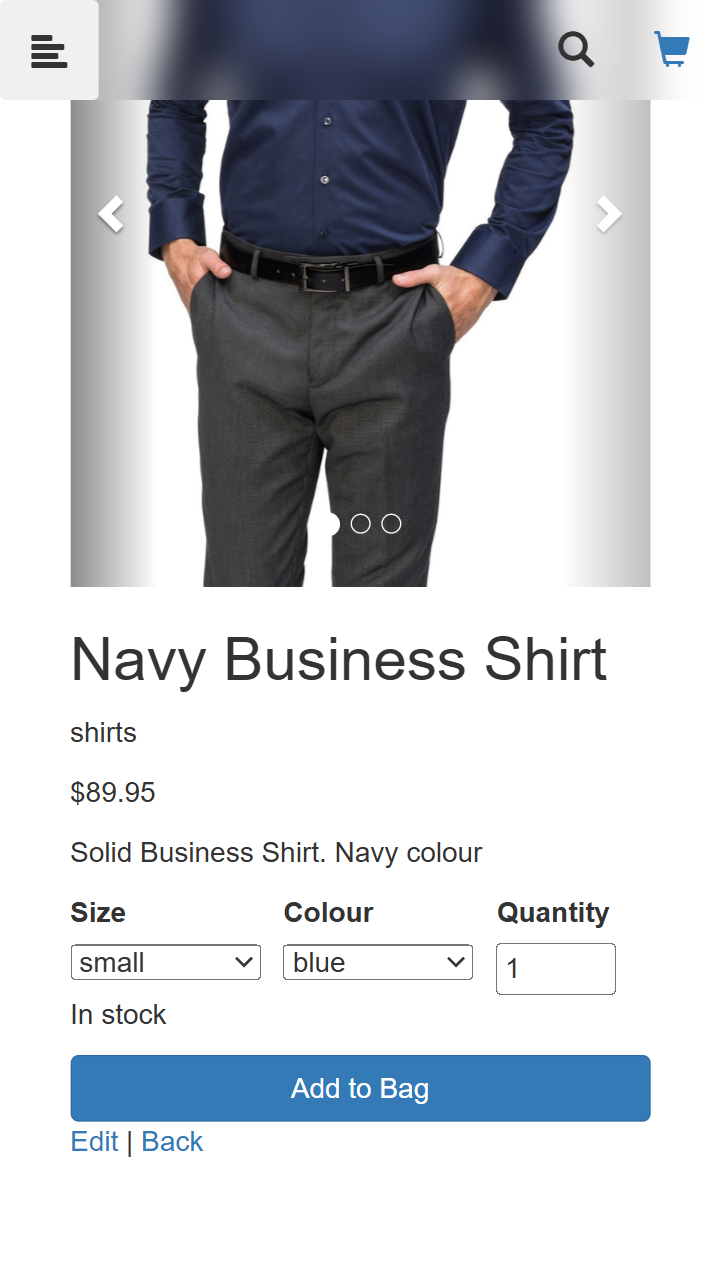 Navy Business Shirt
shirts
$89.95
Solid Business Shirt. Navy colour
Size Colour Quantity
small blue 1
In stock
Add to Bag
Edit | Back